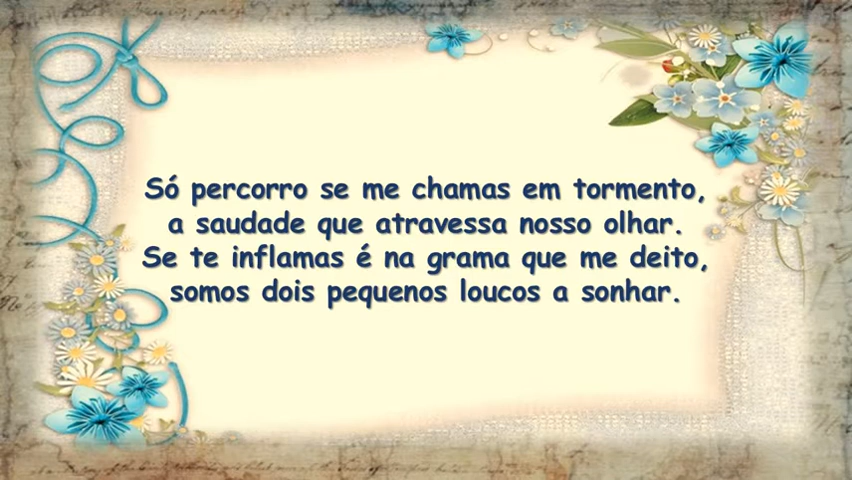 Só percorro se me chamas em tormento,
a saudade que atravessa nosso olhar.
Se te inflamas é na grama que me deito,
somos dois pequenos loucos a sonhar.